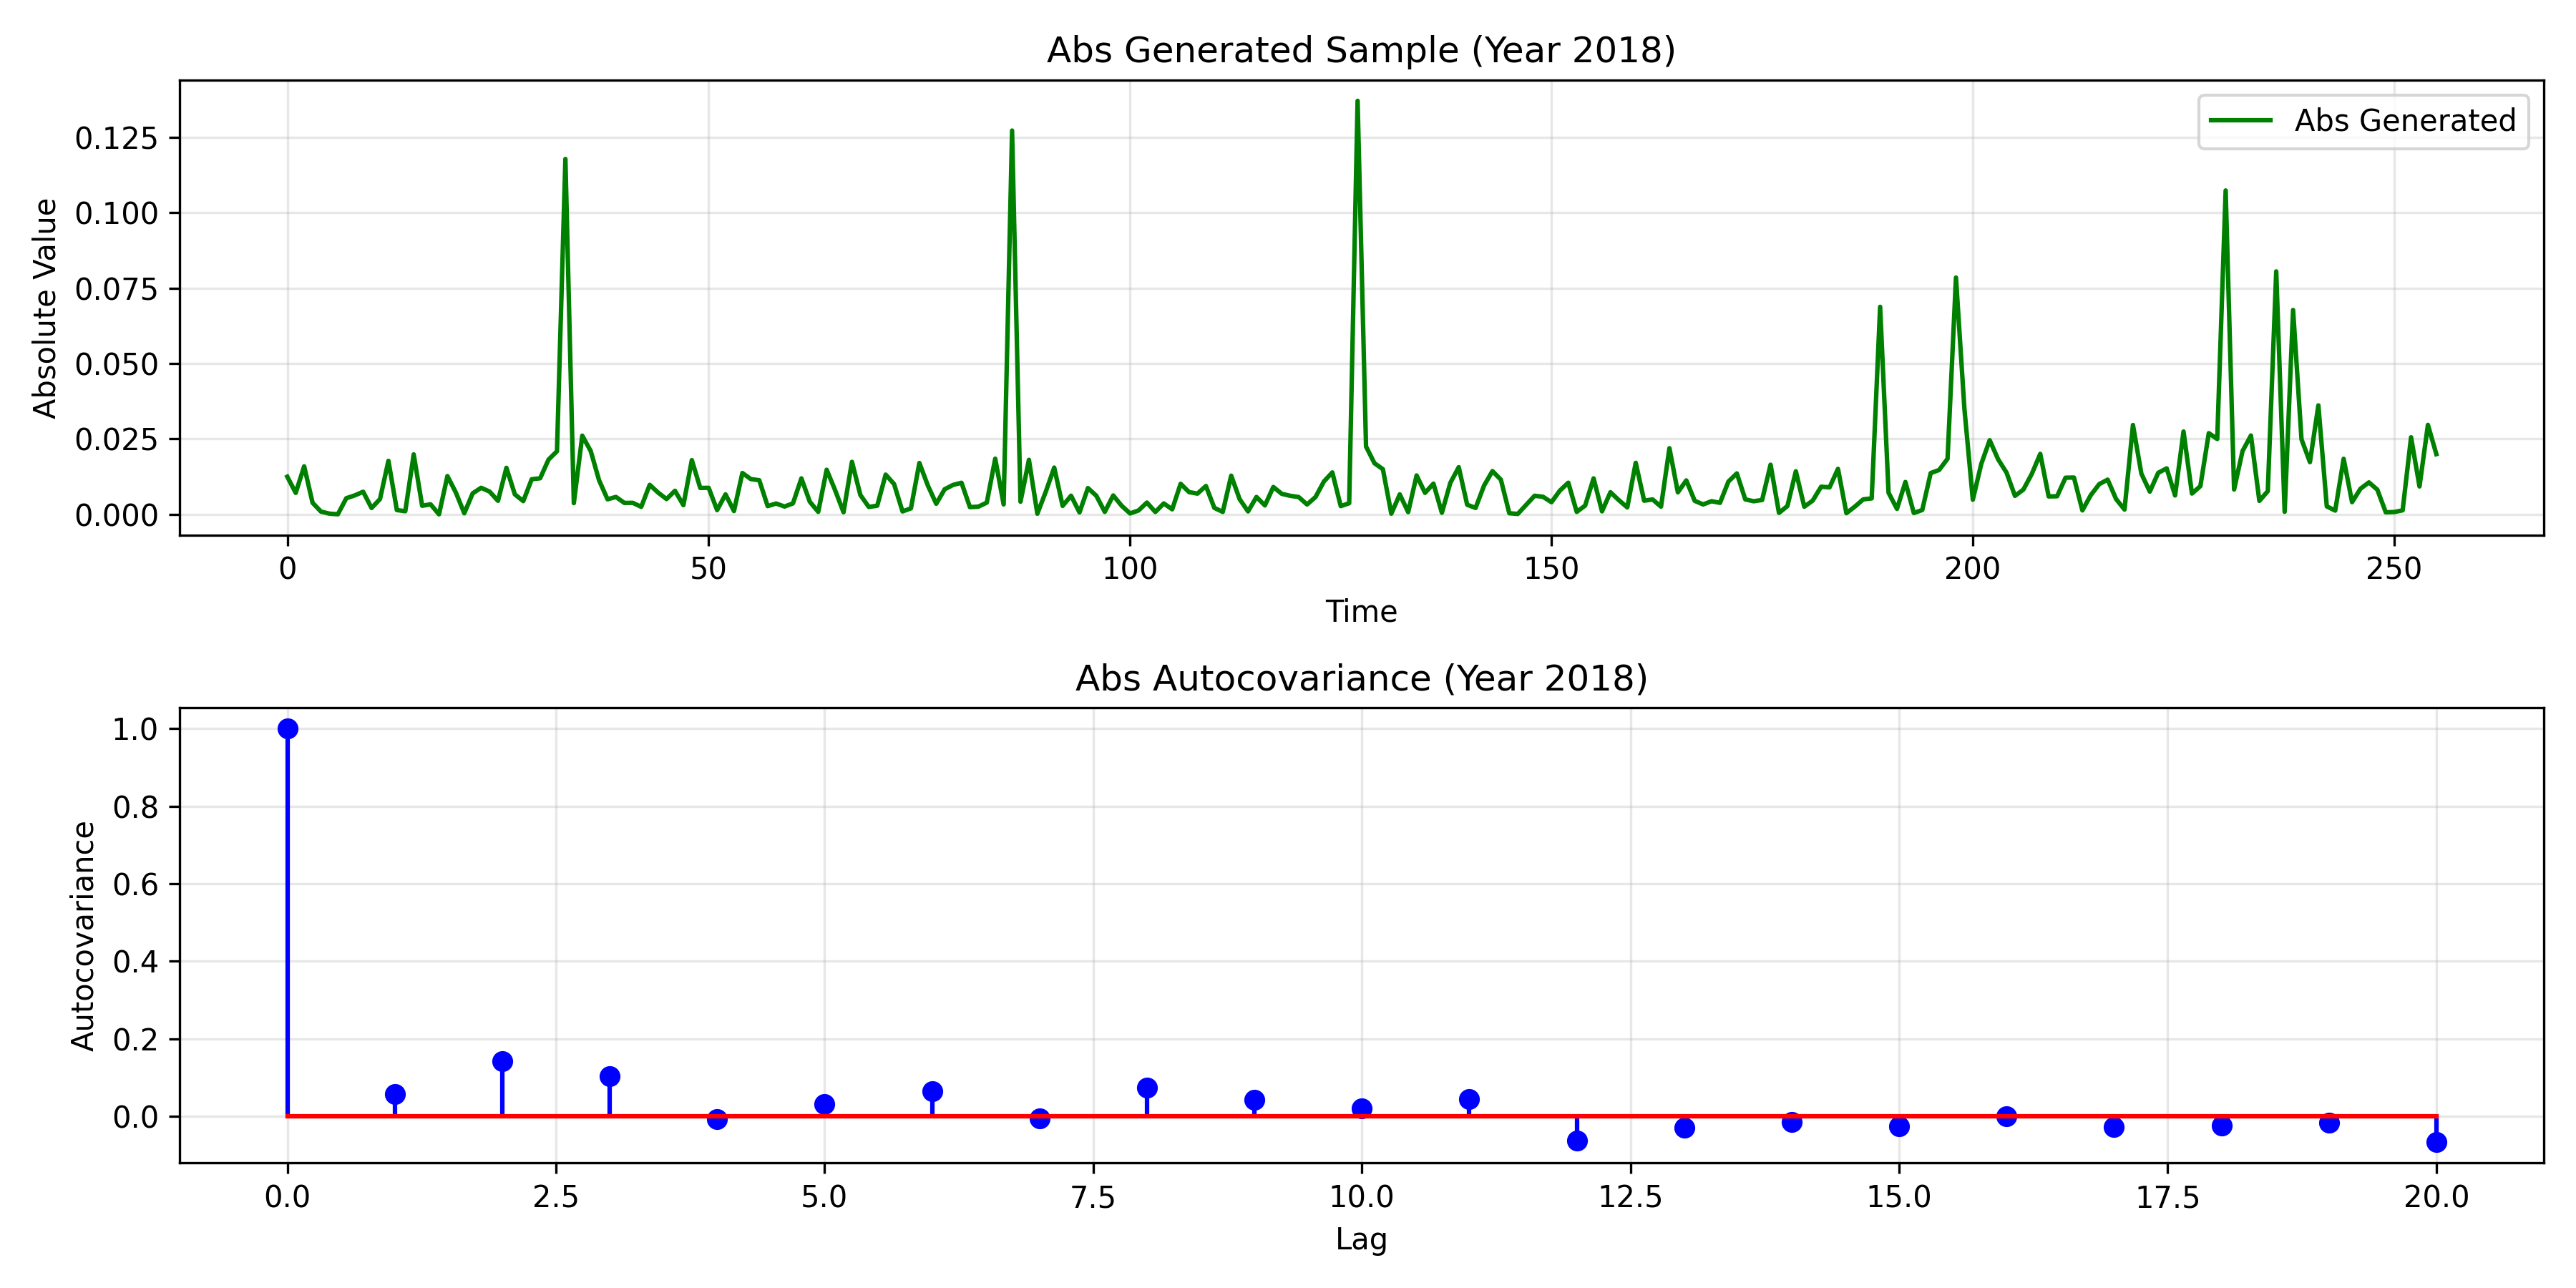 Abs Generated Sample (Year 2018)
Abs Generated
Absolute Value
0.125
0.100
0.075
0.050
0.025
0.000
0 50 100 150 200 250
Time
Abs Autocovariance (Year 2018)
Autocovariance
1.0
0.8
0.6
0.4
0.2
0.0
0.0 2.5 5.0 7.5 10.0 12.5 15.0 17.5 20.0
Lag